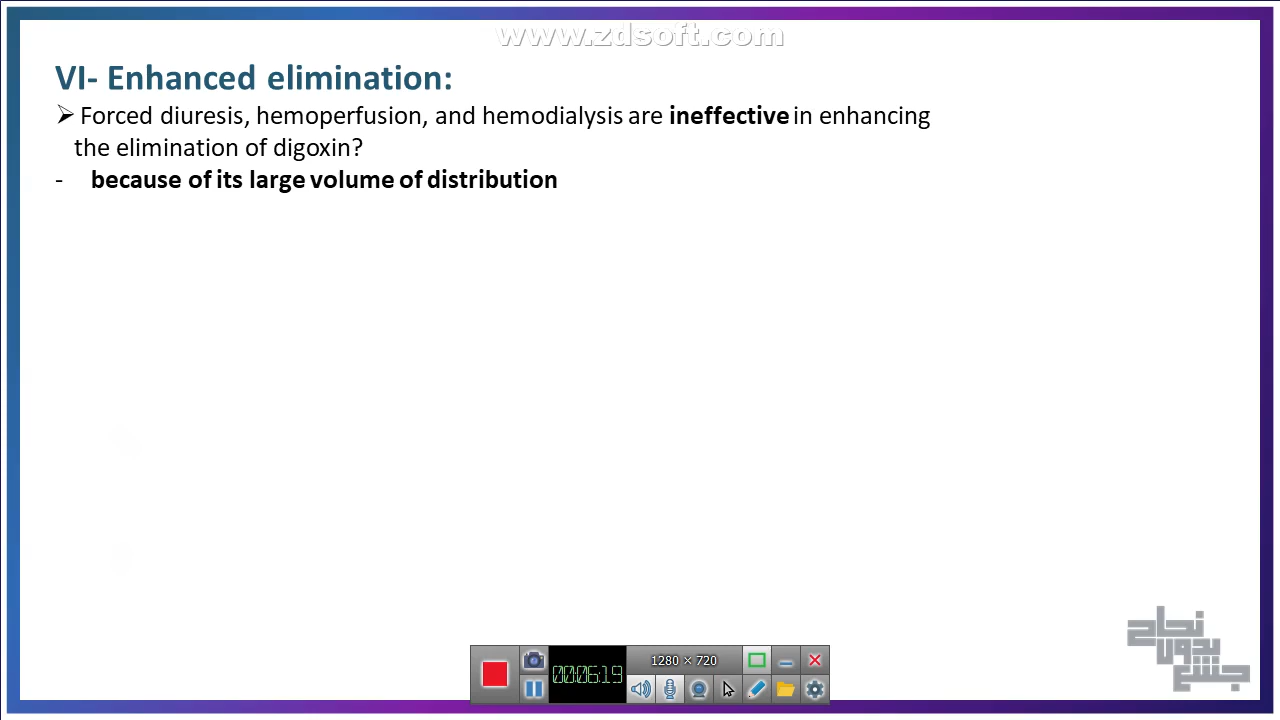 www.zdsoft.com
VI- Enhanced elimination:
➢ Forced diuresis, hemoperfusion, and hemodialysis are ineffective in enhancing
the elimination of digoxin?
- because of its large volume of distribution
00:06:19
1280 × 720
نجاح
بدون
جشع